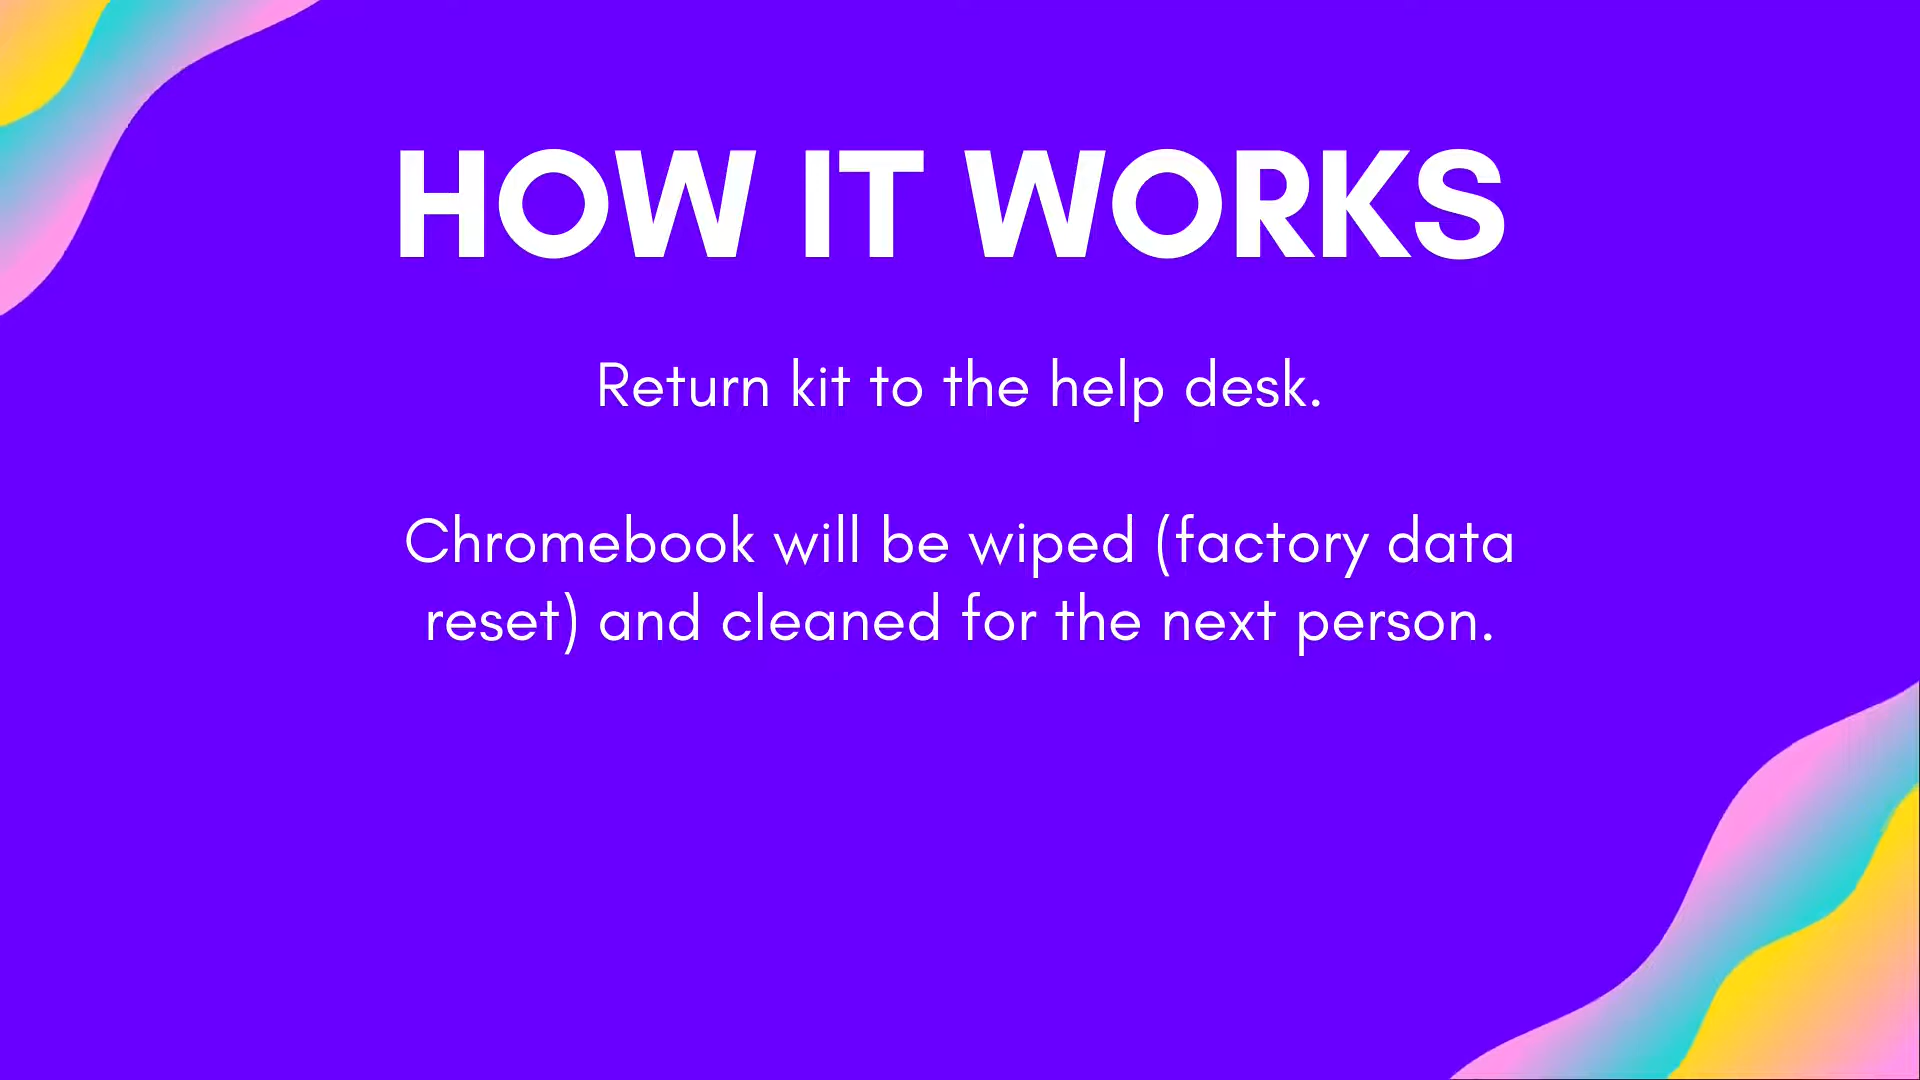 HOW IT WORKS
Return kit to the help desk.
Chromebook will be wiped (factory data
reset) and cleaned for the next person.